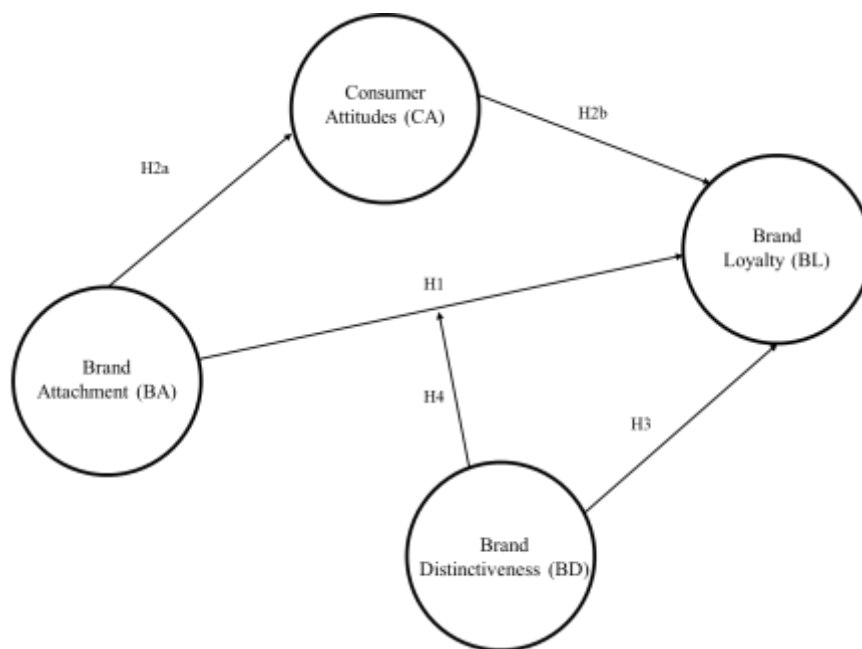 Consumer
Attitudes (CA)
H2b
H2a
Brand
Loyalty (BL)
H1
Brand
Attachment (BA)
H4
H3
Brand
Distinctiveness (BD)